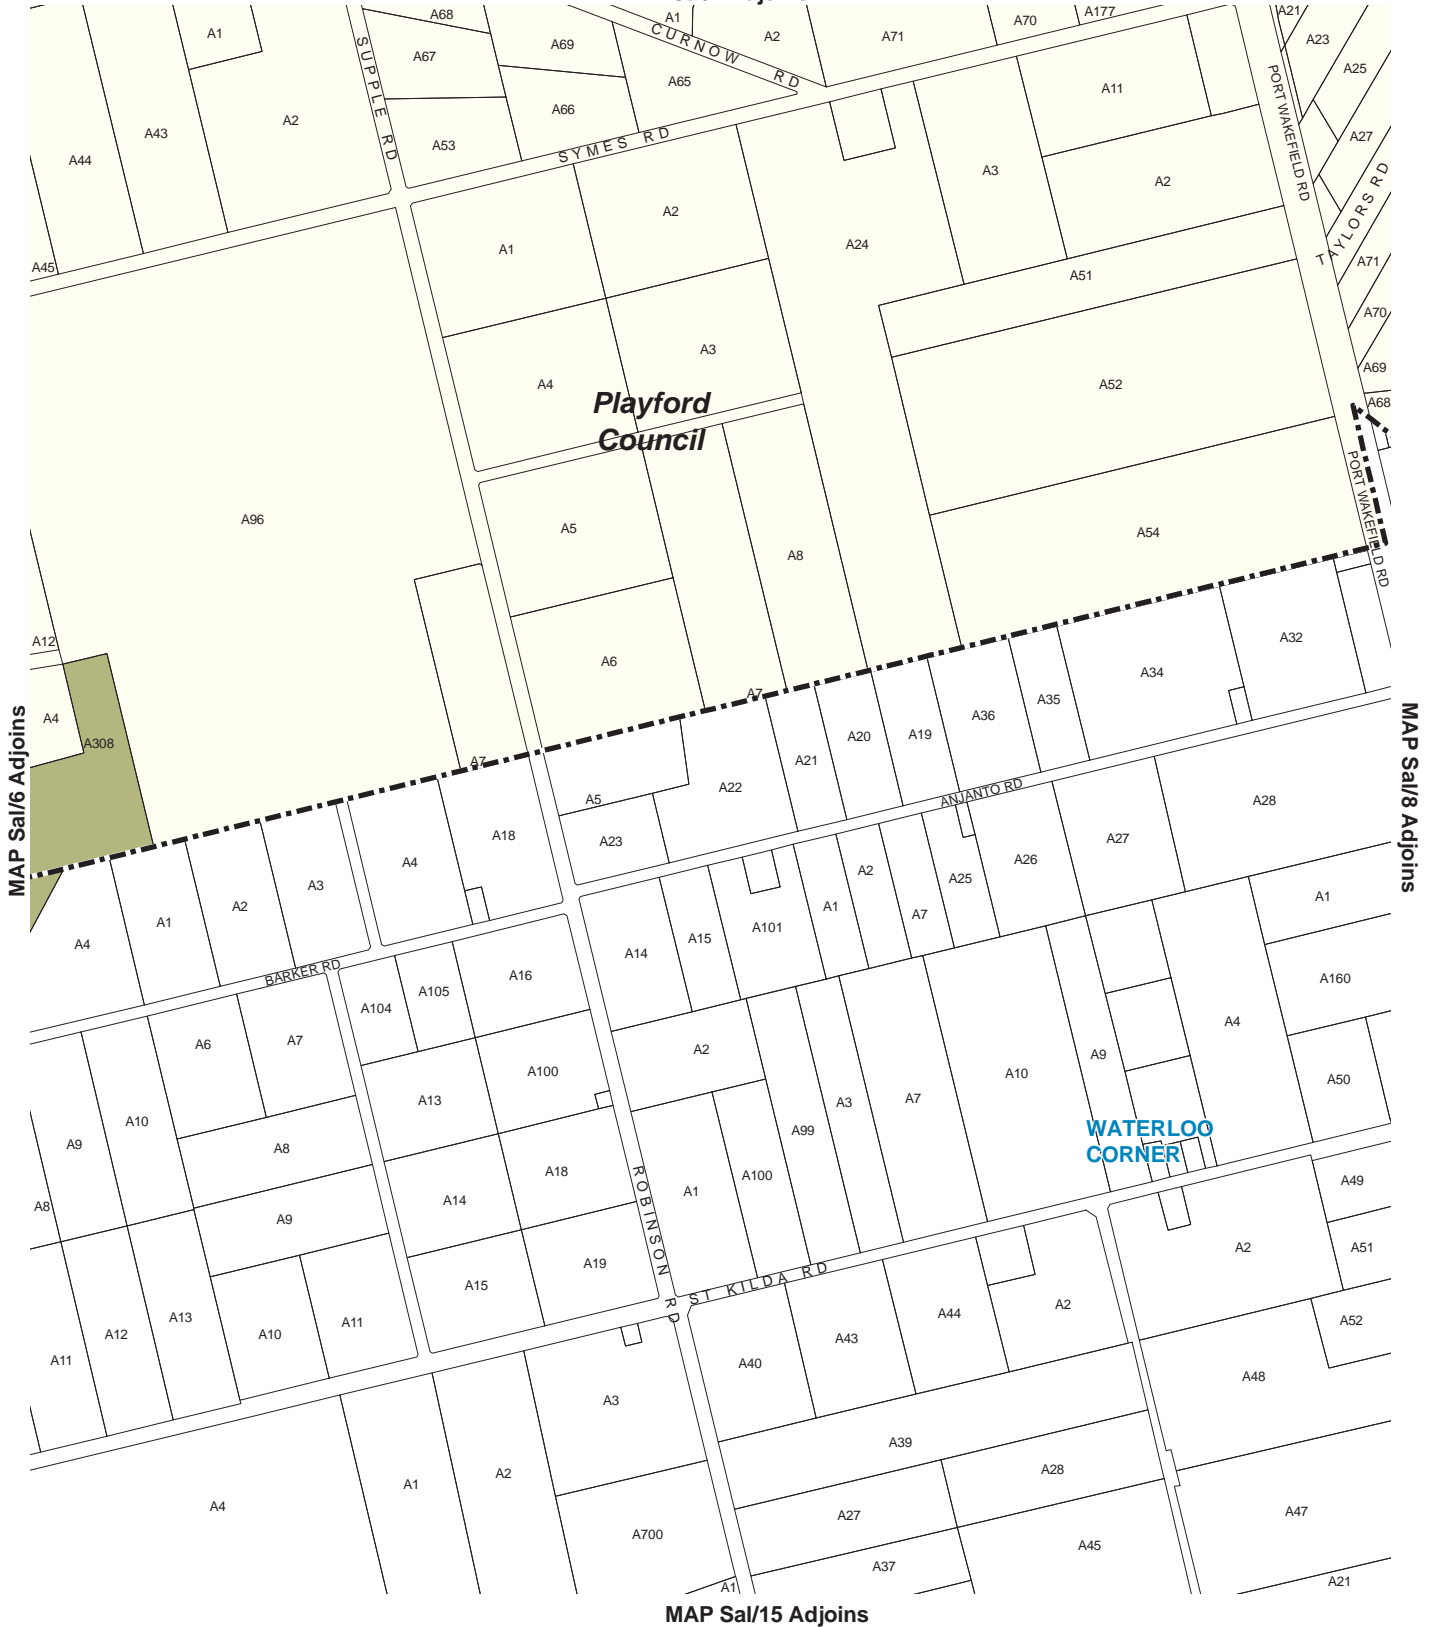 A1
A68
A67
A69
A1
A2
A71
A70
A177
A21
A23
A25
SUPPLE RD
CURNOW RD
PORT WAKEFIELD RD
A65
A66
A11
A2
A43
A44
A53
SYMES RD
A27
A3
A2
TAYLORS RD
A1
A2
A24
A45
A51
A71
A70
A4
A3
A52
A69
A68
Playford
Council
PORT WAKEFIELD RD
A96
A5
A8
A54
A12
A6
A32
A34
A7
A35
A36
A4
A308
A7
A20
A19
A21
MAP Sal/6 Adjoins
MAP Sal/8 Adjoins
A5
A22
ANJANTO RD
A28
A18
A23
A27
A4
A3
A26
A2
A25
A1
A2
A1
A1
A4
A7
A101
A15
A14
BARKER RD
A16
A105
A104
A160
A4
A6
A7
A2
A9
A10
A100
A50
A13
A3
A7
A10
A9
A99
WATERLOO
CORNER
A8
A18
A100
A1
A14
A49
A8
A9
ROBINSON RD
A2
A51
A19
ST KILDA RD
A15
A13
A12
A10
A11
A11
A2
A44
A43
A40
A52
A48
A3
A39
A28
A2
A1
A4
A27
A47
A700
A45
A37
A1
A21
MAP Sal/15 Adjoins